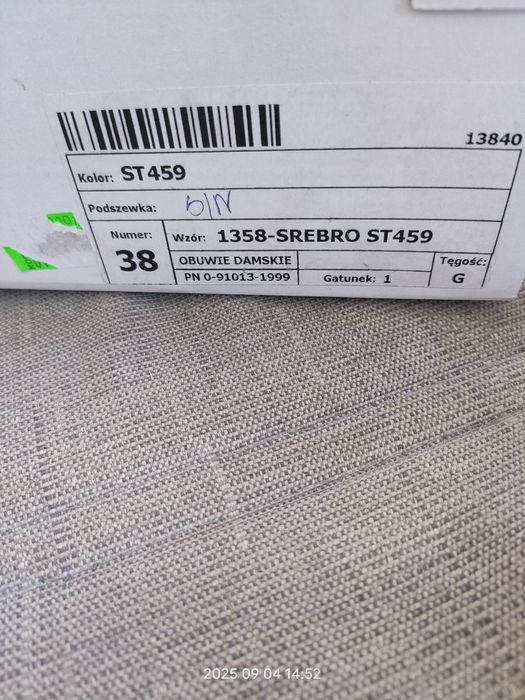 13840
Kolor: ST459
Podszewka:
Numer: 38
Wzór: 1358-SREBRO ST459
OBUWIE DAMSKIE
PN 0-91013-1999
Gatunek: 1
Tęgość: G
2025 09 04 14:52